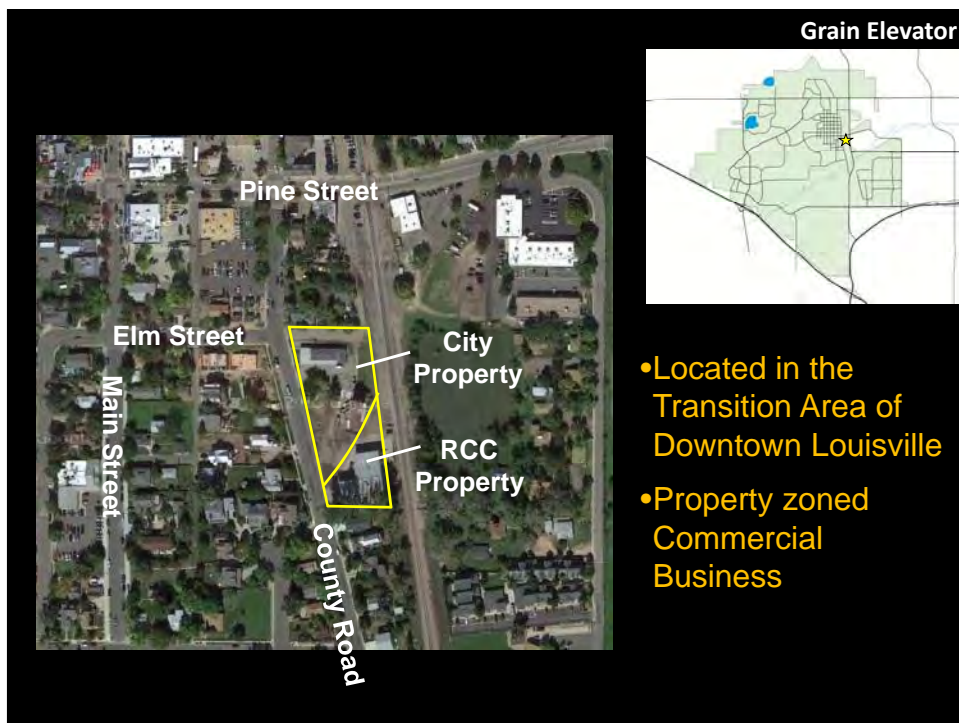 Grain Elevator
Pine Street
Elm Street
City
Property
Main Street
RCC
Property
County Road
•Located in the
Transition Area of
Downtown Louisville
•Property zoned
Commercial
Business